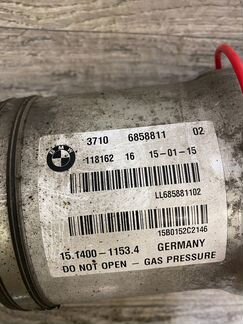 BMW
3710 6858811 02
118162 16 15-01-15
LL685881102
15B0152C2146
15.1400-1153.4 GERMANY
DO NOT OPEN - GAS PRESSURE